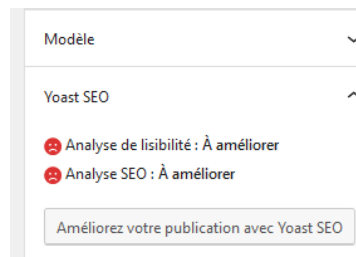 Modèle
Yoast SEO
Analyse de lisibilité : À améliorer
Analyse SEO : À améliorer
Améliorez votre publication avec Yoast SEO